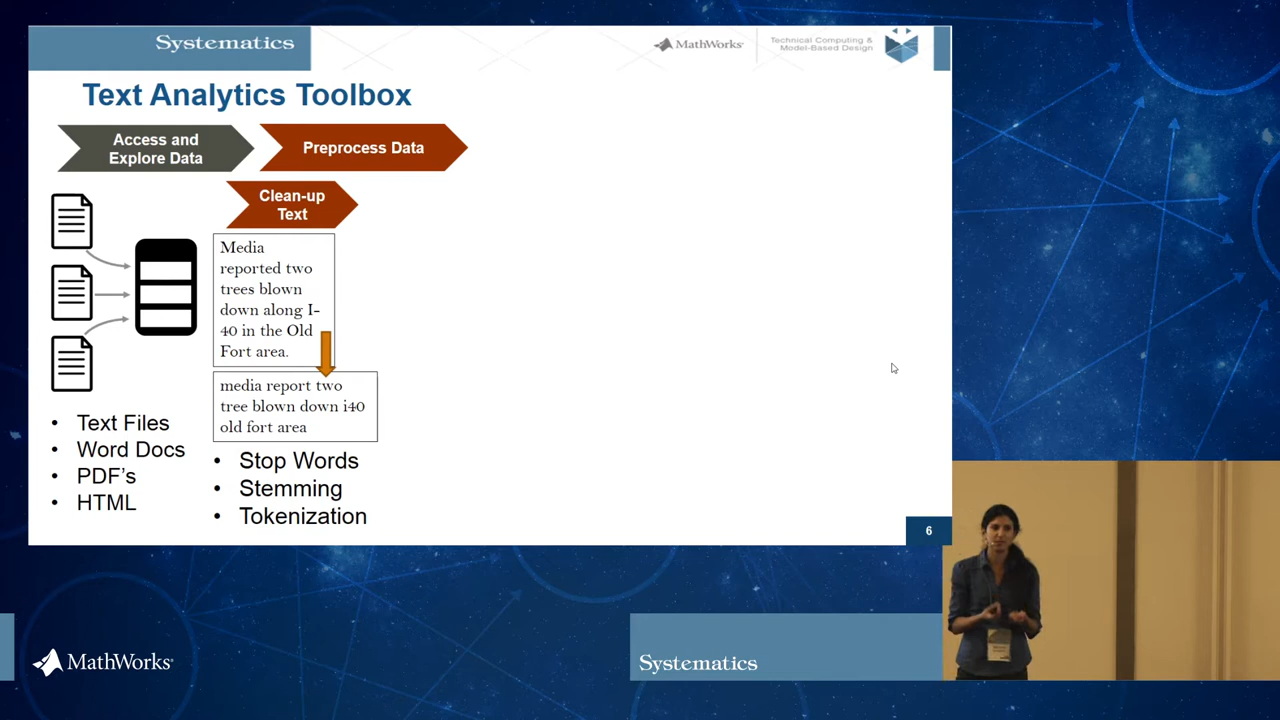 Systematics
MathWorks
Technical Computing &
Model-Based Design
Text Analytics Toolbox
Access and
Explore Data
Preprocess Data
Clean-up
Text
Media
reported two
trees blown
down along I-
40 in the Old
Fort area.
media report two
tree blown down i40
old fort area
• Text Files
• Word Docs
• PDF's
• HTML
• Stop Words
• Stemming
• Tokenization
6
MathWorks
Systematics